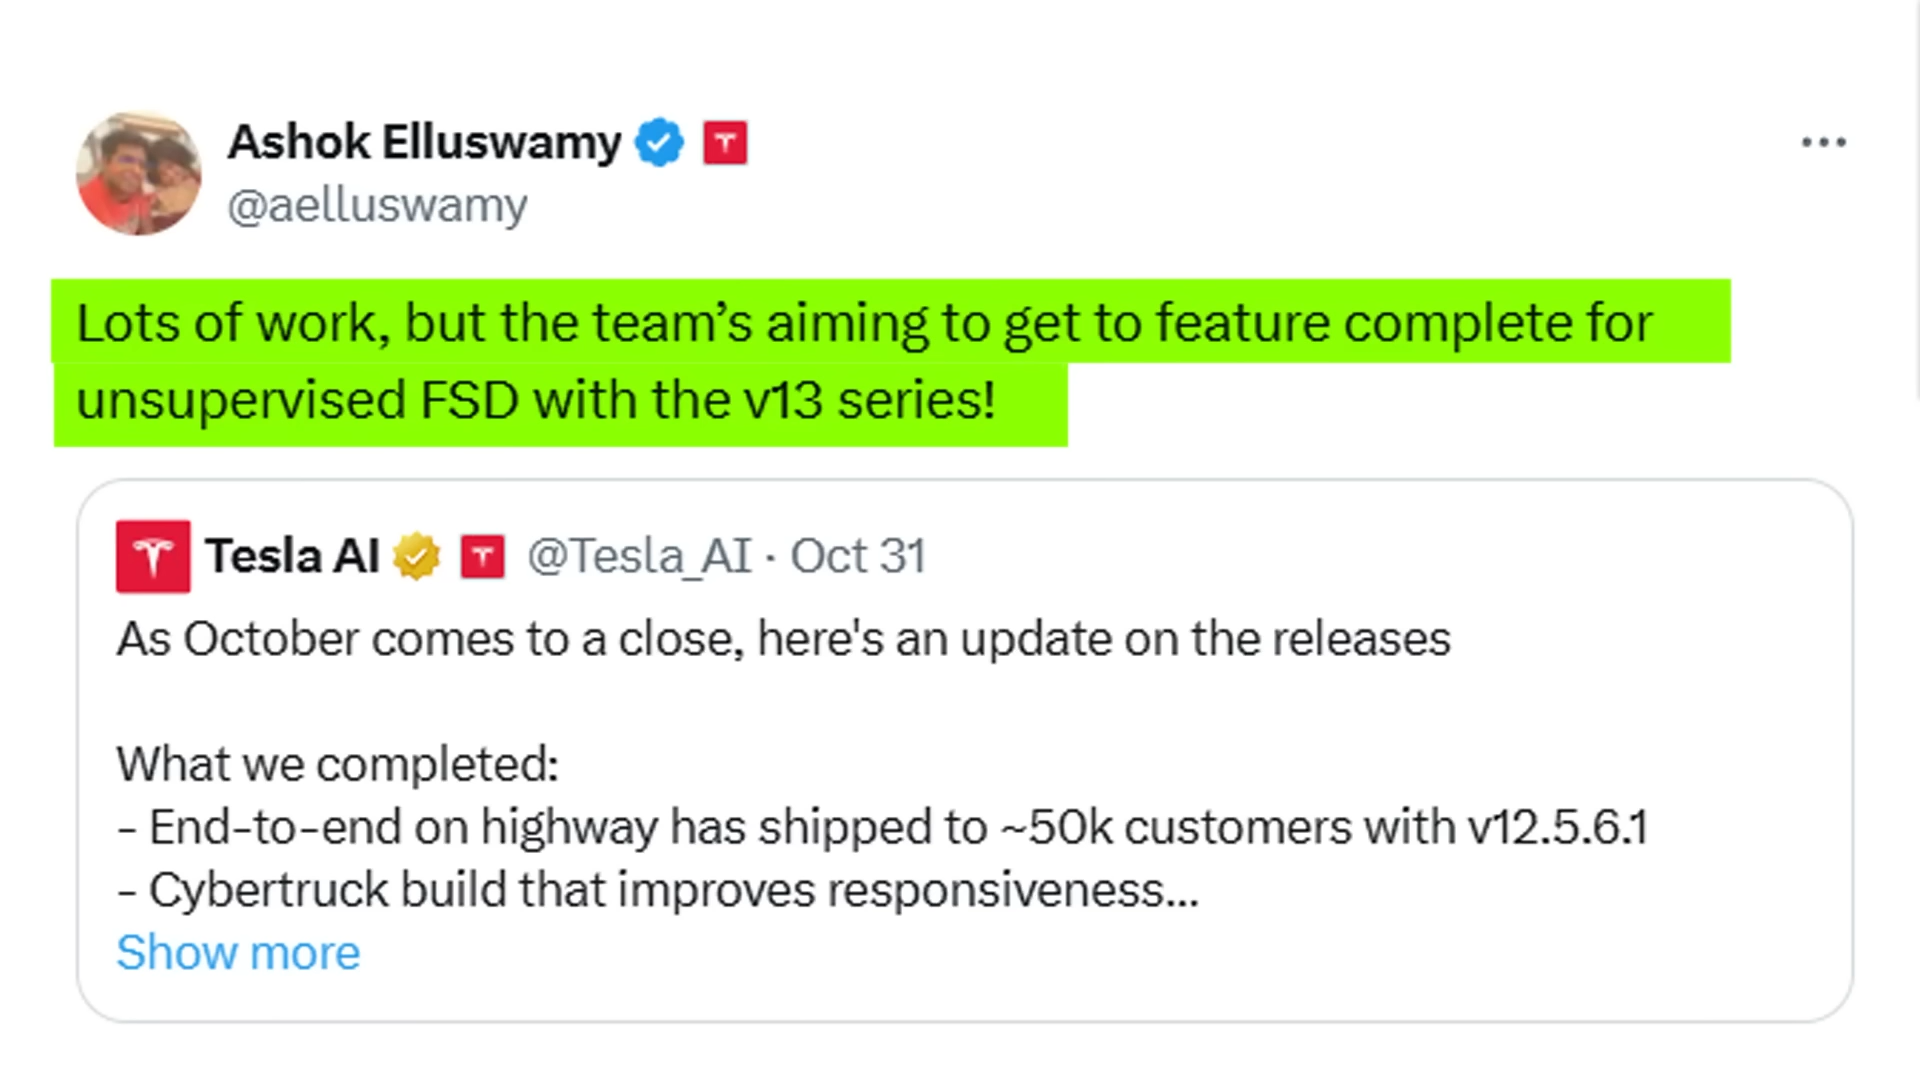 Ashok Elluswamy
@aelluswamy
Lots of work, but the team’s aiming to get to feature complete for
unsupervised FSD with the v13 series!
Tesla AI @Tesla_AI · Oct 31
As October comes to a close, here's an update on the releases
What we completed:
- End-to-end on highway has shipped to ~50k customers with v12.5.6.1
- Cybertruck build that improves responsiveness...
Show more